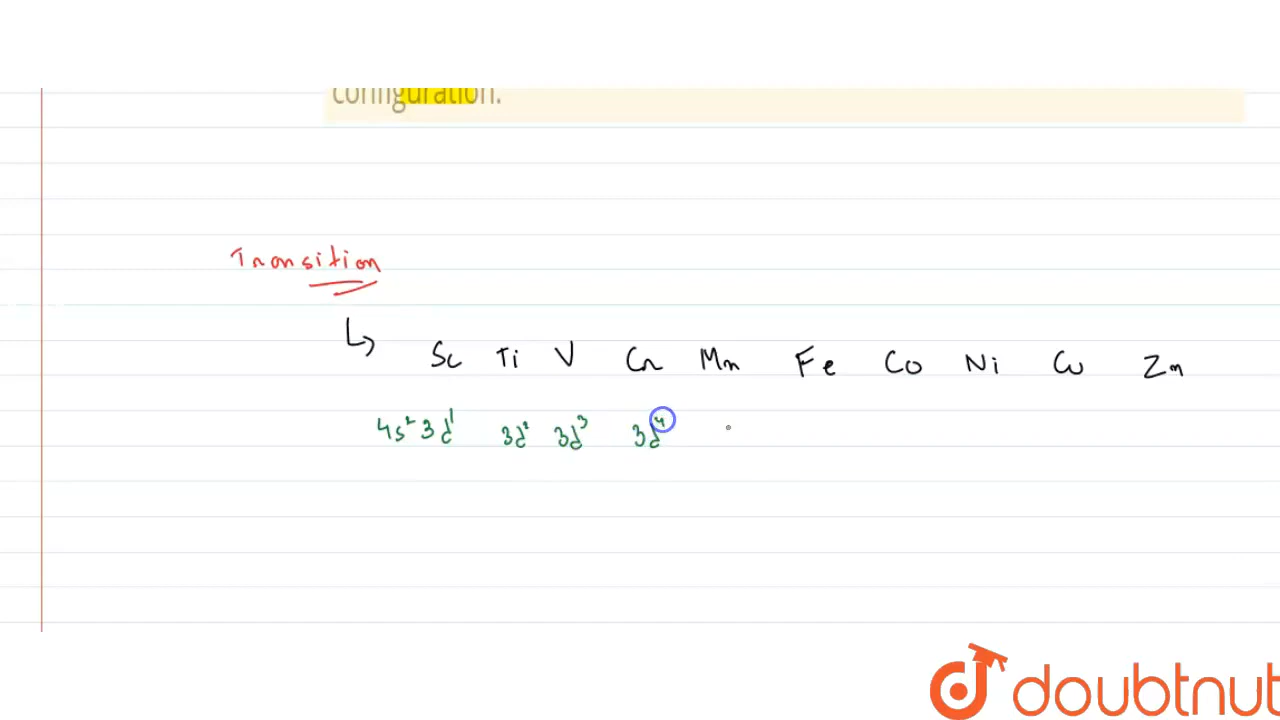 configuration.
Transition
↳ Sc Ti V Cr Mn Fe Co Ni Cu Zn
4s² 3d¹ 3d² 3d³ 3d⁴
doubtnut